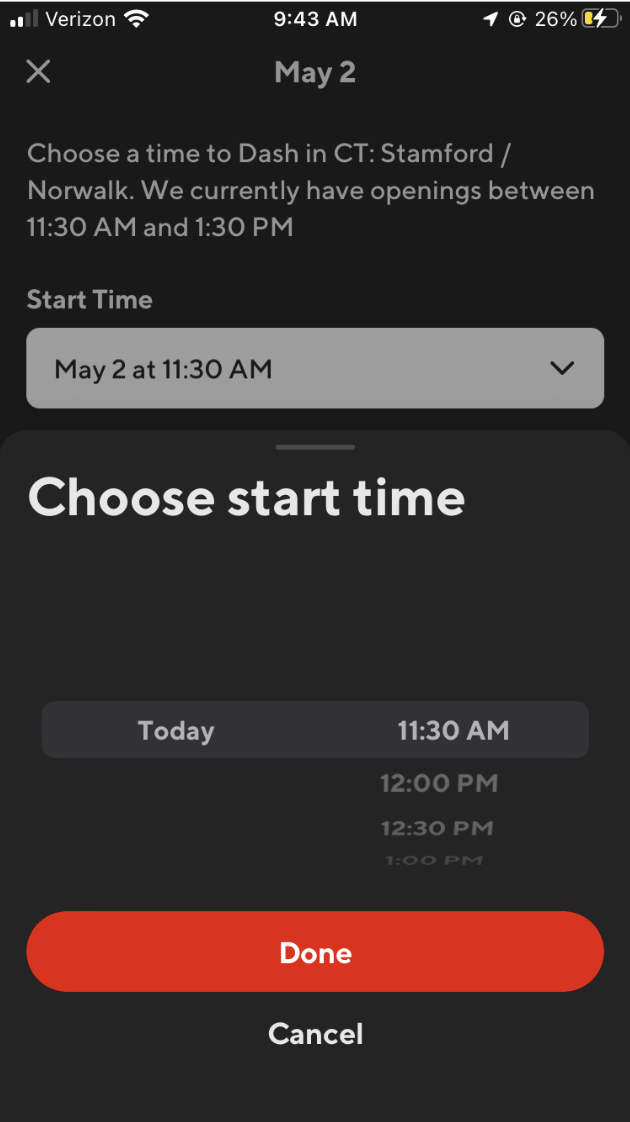 Verizon 9:43 AM 26%
May 2
Choose a time to Dash in CT: Stamford /
Norwalk. We currently have openings between
11:30 AM and 1:30 PM
Start Time
May 2 at 11:30 AM
Choose start time
Today 11:30 AM
12:00 PM
12:30 PM
1:00 PM
Done
Cancel